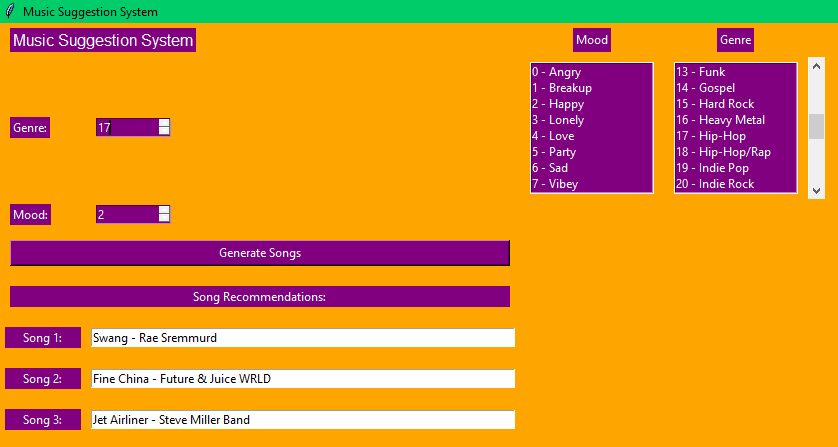 Music Suggestion System
Music Suggestion System
Mood
Genre
0 - Angry
1 - Breakup
2 - Happy
3 - Lonely
4 - Love
5 - Party
6 - Sad
7 - Vibey
13 - Funk
14 - Gospel
15 - Hard Rock
16 - Heavy Metal
17 - Hip-Hop
18 - Hip-Hop/Rap
19 - Indie Pop
20 - Indie Rock
Genre: 17
Mood: 2
Generate Songs
Song Recommendations:
Song 1: Swang - Rae Sremmurd
Song 2: Fine China - Future & Juice WRLD
Song 3: Jet Airliner - Steve Miller Band